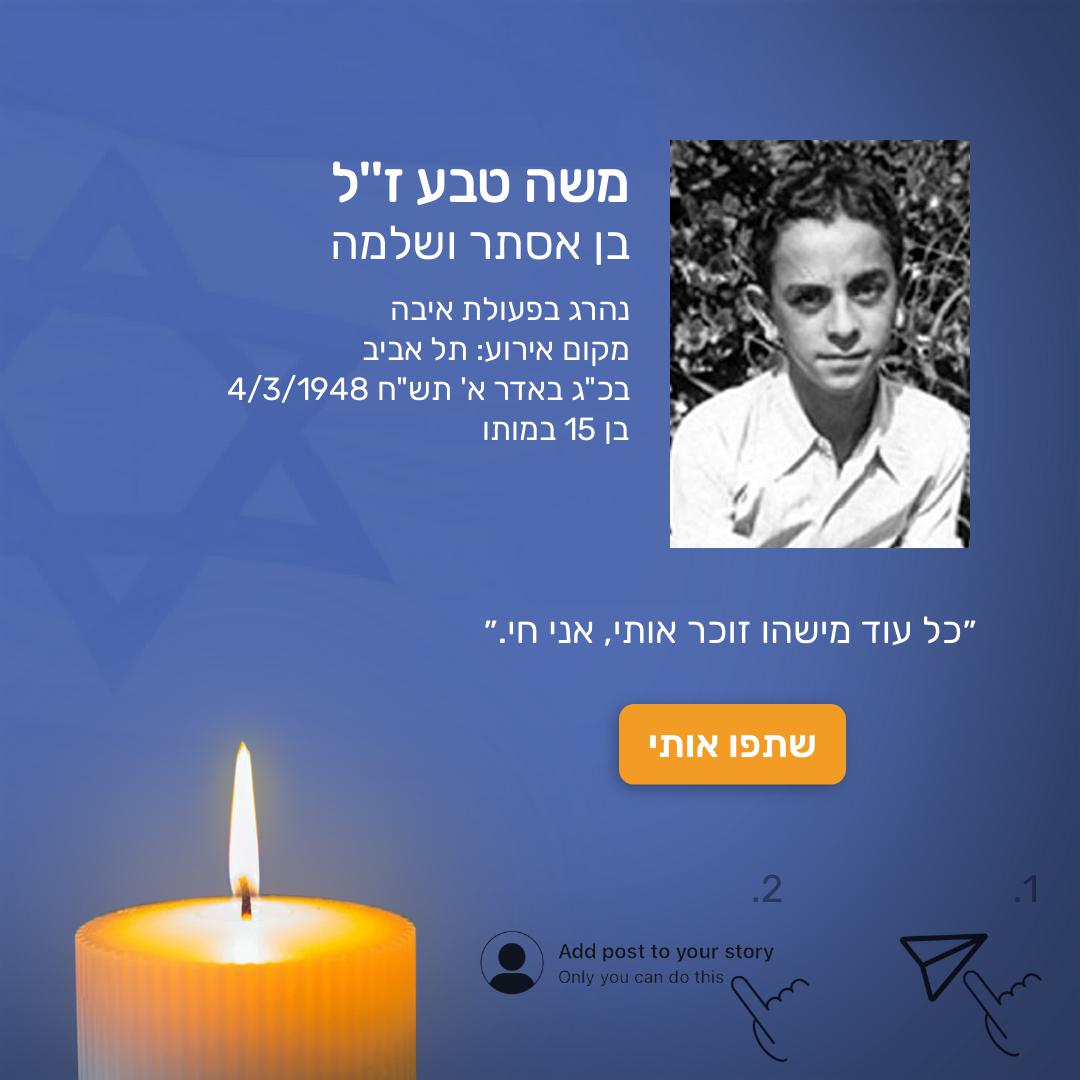 משה טבע ז"ל
בן אסתר ושלמה
נהרג בפעולת איבה
מקום אירוע: תל אביב
בכ"ג באדר א' תש"ח 4/3/1948
בן 15 במותו
״כל עוד מישהו זוכר אותי, אני חי.״
שתפו אותי
1.
2.
Add post to your story
Only you can do this